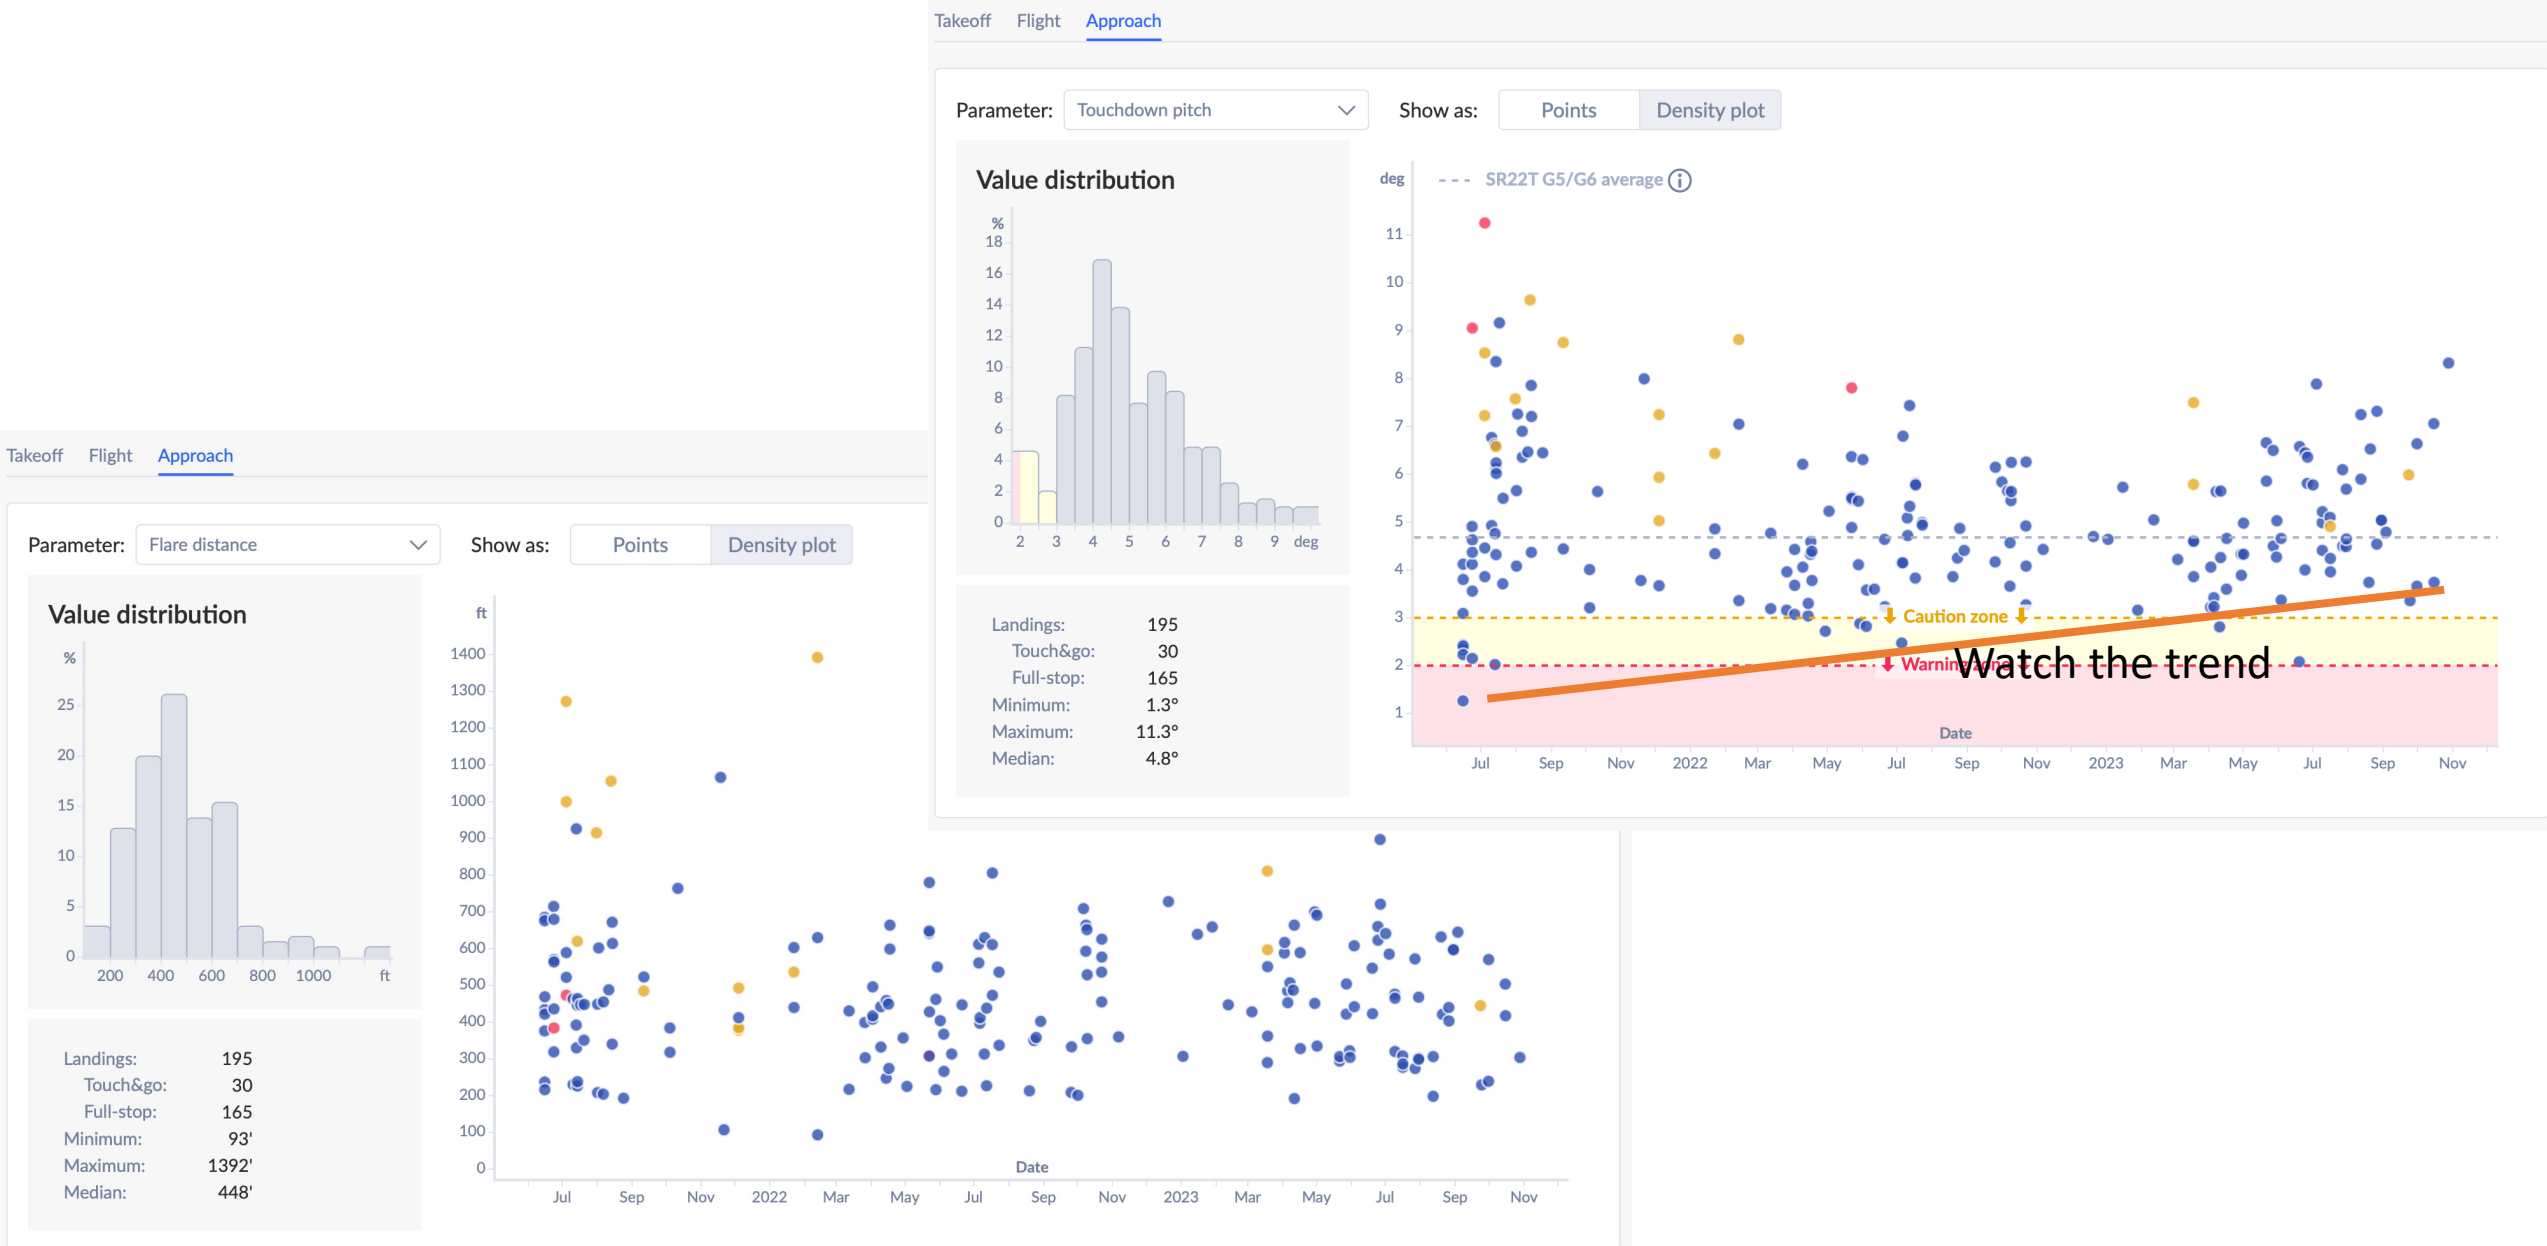 Takeoff Flight Approach
Parameter: Touchdown pitch Show as: Points Density plot
Value distribution
%
18
16
14
12
10
8
6
4
2
0
2 3 4 5 6 7 8 9 deg
Landings: 195
Touch&go: 30
Full-stop: 165
Minimum: 1.3°
Maximum: 11.3°
Median: 4.8°
deg
SR22T G5/G6 average
11
10
9
8
7
6
5
4
3
2
1
Caution zone
Warning zone
Watch the trend
Date
Jul Sep Nov 2022 Mar May Jul Sep Nov 2023 Mar May Jul Sep Nov
Takeoff Flight Approach
Parameter: Flare distance Show as: Points Density plot
Value distribution
%
25
20
15
10
5
0
200 400 600 800 1000 ft
Landings: 195
Touch&go: 30
Full-stop: 165
Minimum: 93'
Maximum: 1392'
Median: 448'
ft
1400
1300
1200
1100
1000
900
800
700
600
500
400
300
200
100
0
Date
Jul Sep Nov 2022 Mar May Jul Sep Nov 2023 Mar May Jul Sep Nov